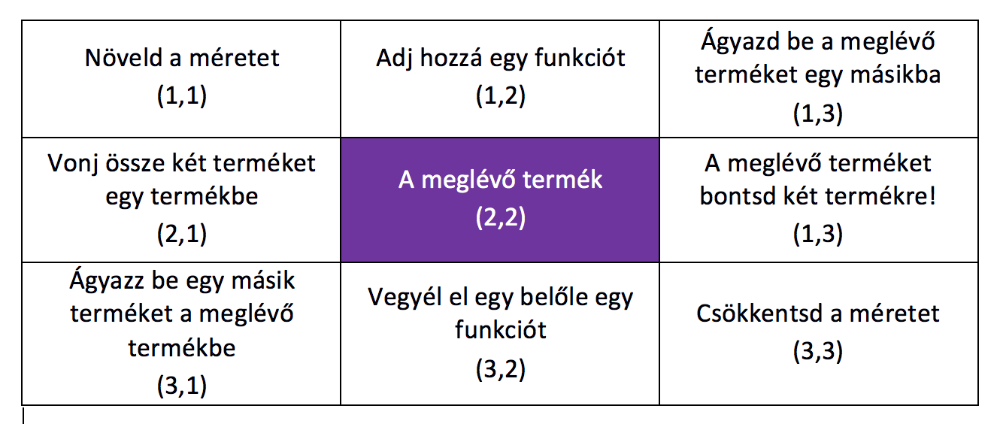 Növeld a méretet
(1,1)
Adj hozzá egy funkciót
(1,2)
Ágyazd be a meglévő
terméket egy másikba
(1,3)
Vonj össze két terméket
egy termékbe
(2,1)
A meglévő termék
(2,2)
A meglévő terméket
bontsd két termékre!
(1,3)
Ágyazz be egy másik
terméket a meglévő
termékbe
(3,1)
Vegyél el egy belőle egy
funkciót
(3,2)
Csökkentsd a méretet
(3,3)